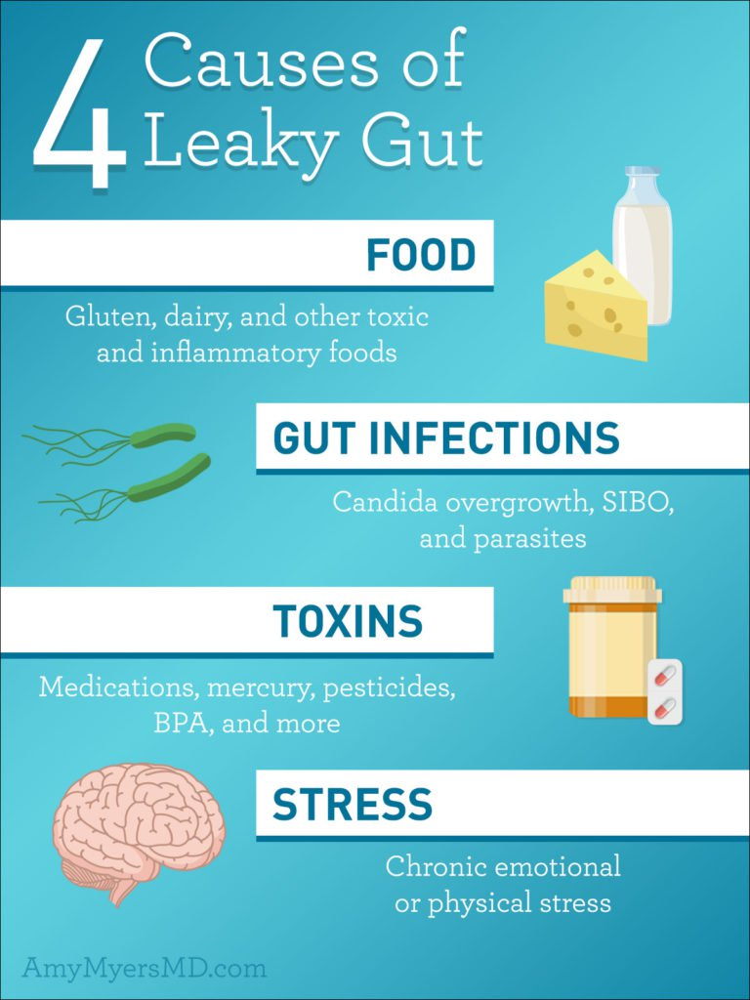 4 Causes of
Leaky Gut
FOOD
Gluten, dairy, and other toxic
and inflammatory foods
GUT INFECTIONS
Candida overgrowth, SIBO,
and parasites
TOXINS
Medications, mercury, pesticides,
BPA, and more
STRESS
Chronic emotional
or physical stress
AmyMyersMD.com